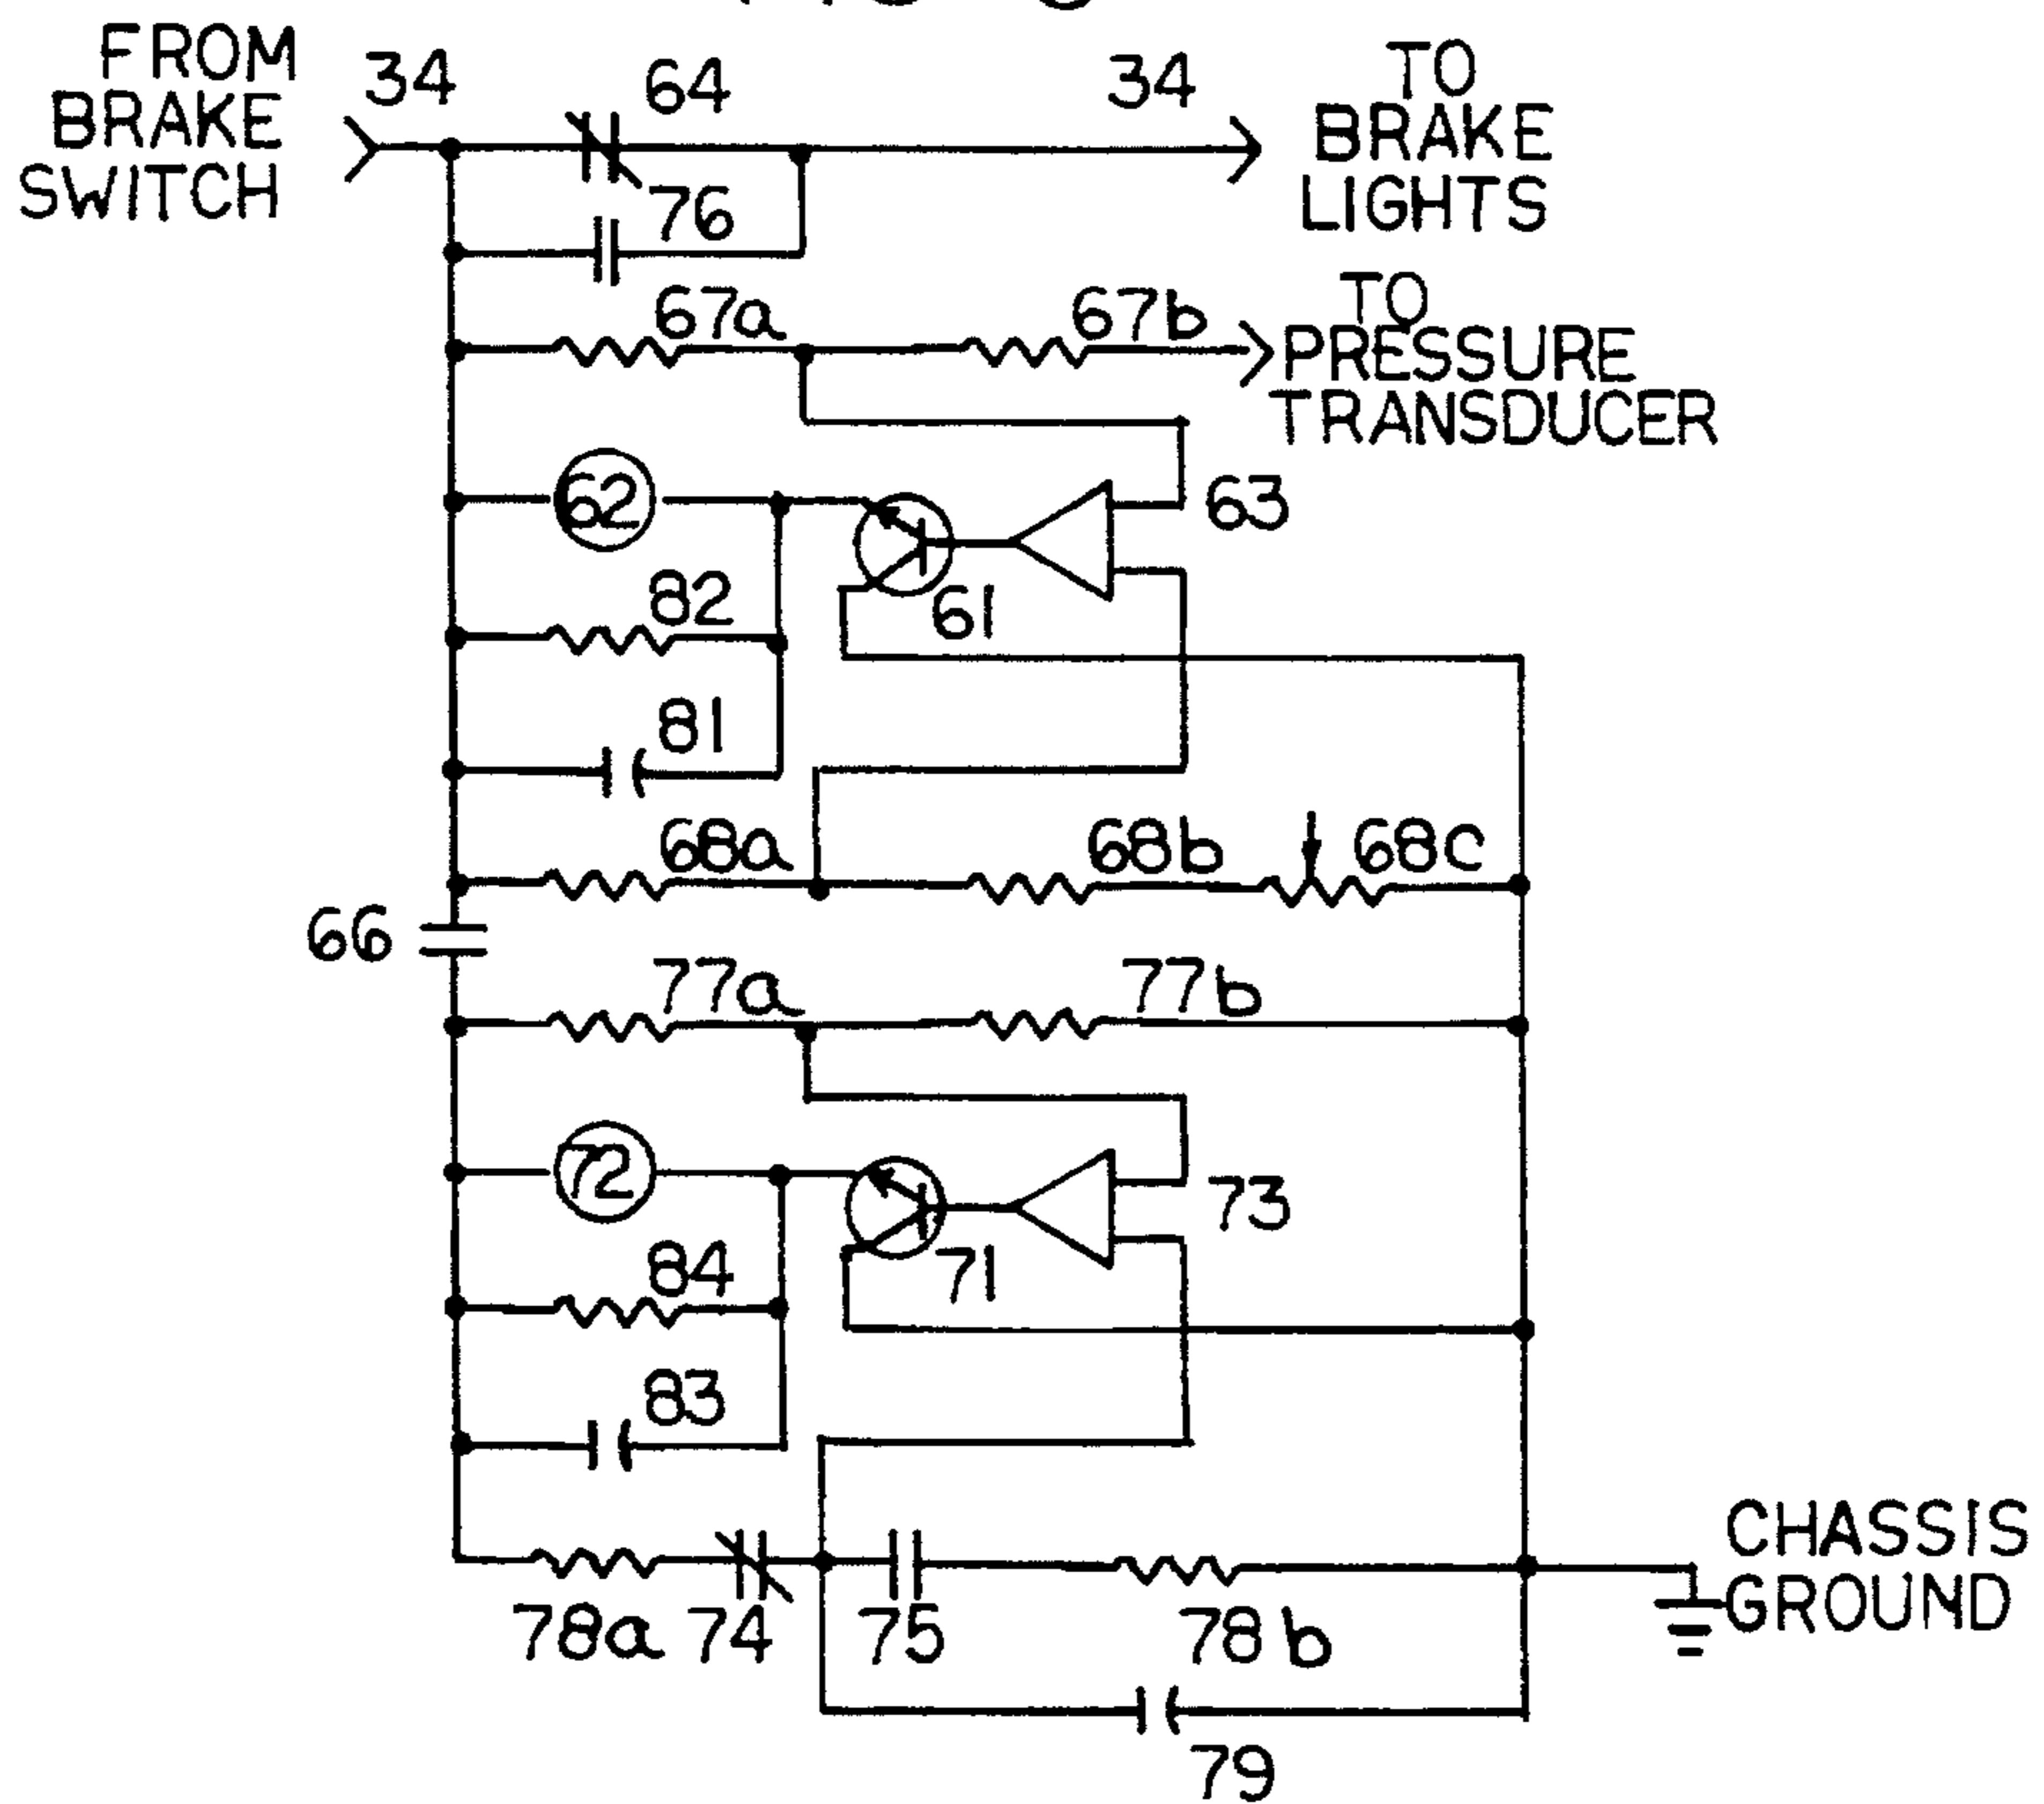 FROM
BRAKE
SWITCH
34
64
34
TO
BRAKE
LIGHTS
76
67a
67b
TO
PRESSURE
TRANSDUCER
62
63
61
82
81
68a
68b
68c
66
77a
77b
72
73
71
84
83
78a
74
75
78b
CHASSIS
GROUND
79